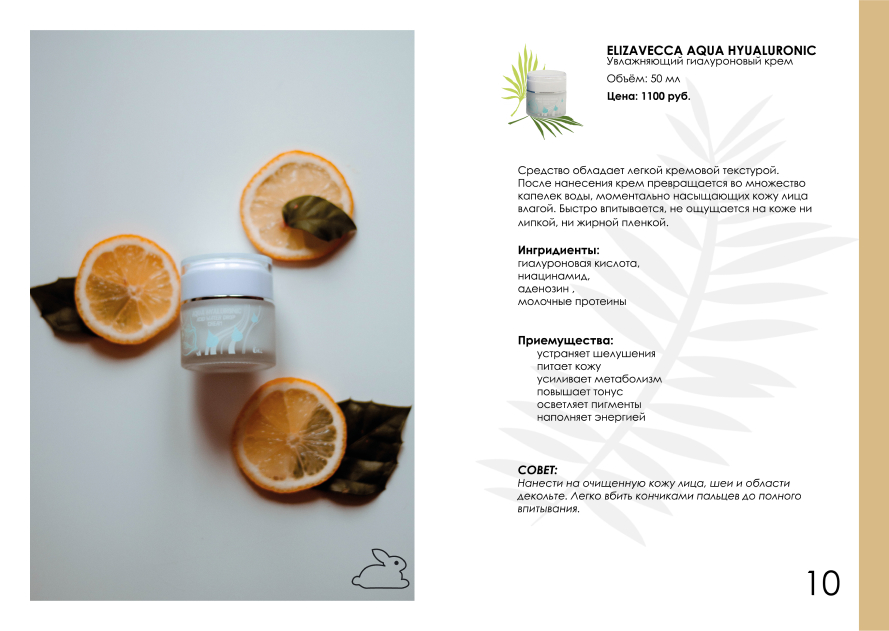 ELIZAVECCA AQUA HYUALURONIC
Увлажняющий гиалуроновый крем
Объём: 50 мл
Цена: 1100 руб.
Средство обладает легкой кремовой текстурой.
После нанесения крем превращается во множество
капелек воды, моментально насыщающих кожу лица
влагой. Быстро впитывается, не ощущается на коже ни
липкой, ни жирной пленкой.
Ингридиенты:
гиалуроновая кислота,
ниацинамид,
аденозин ,
молочные протеины
Приемущества:
устраняет шелушения
питает кожу
усиливает метаболизм
повышает тонус
осветляет пигменты
наполняет энергией
СОВЕТ:
Нанести на очищенную кожу лица, шеи и области
декольте. Легко вбить кончиками пальцев до полного
впитывания.
10